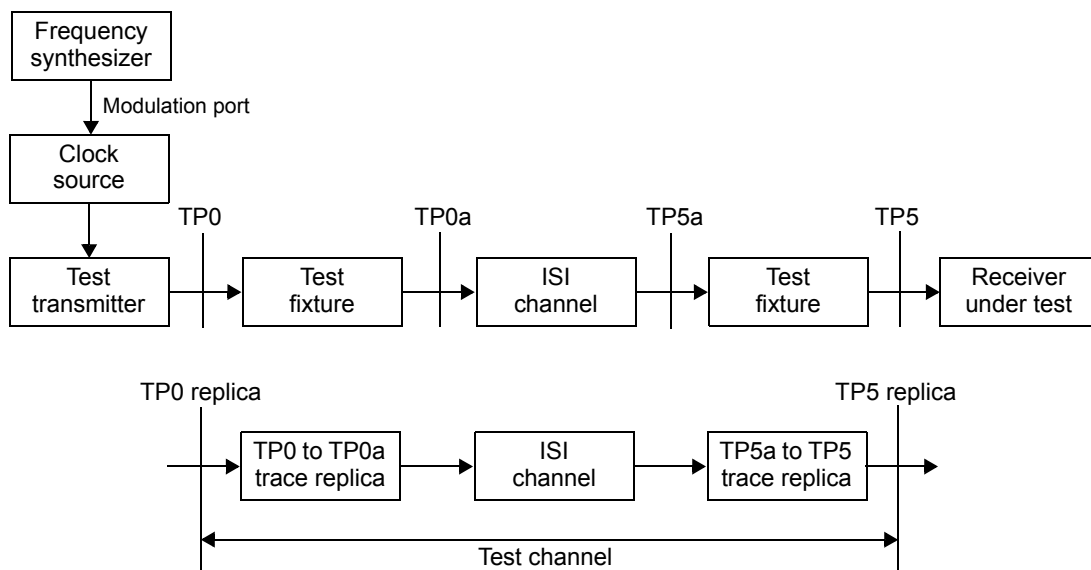 Frequency
synthesizer
Modulation port
Clock
source
TP0
TP0a
TP5a
TP5
Test
transmitter
Test
fixture
ISI
channel
Test
fixture
Receiver
under test
TP0 replica
TP5 replica
TP0 to TP0a
trace replica
ISI
channel
TP5a to TP5
trace replica
Test channel